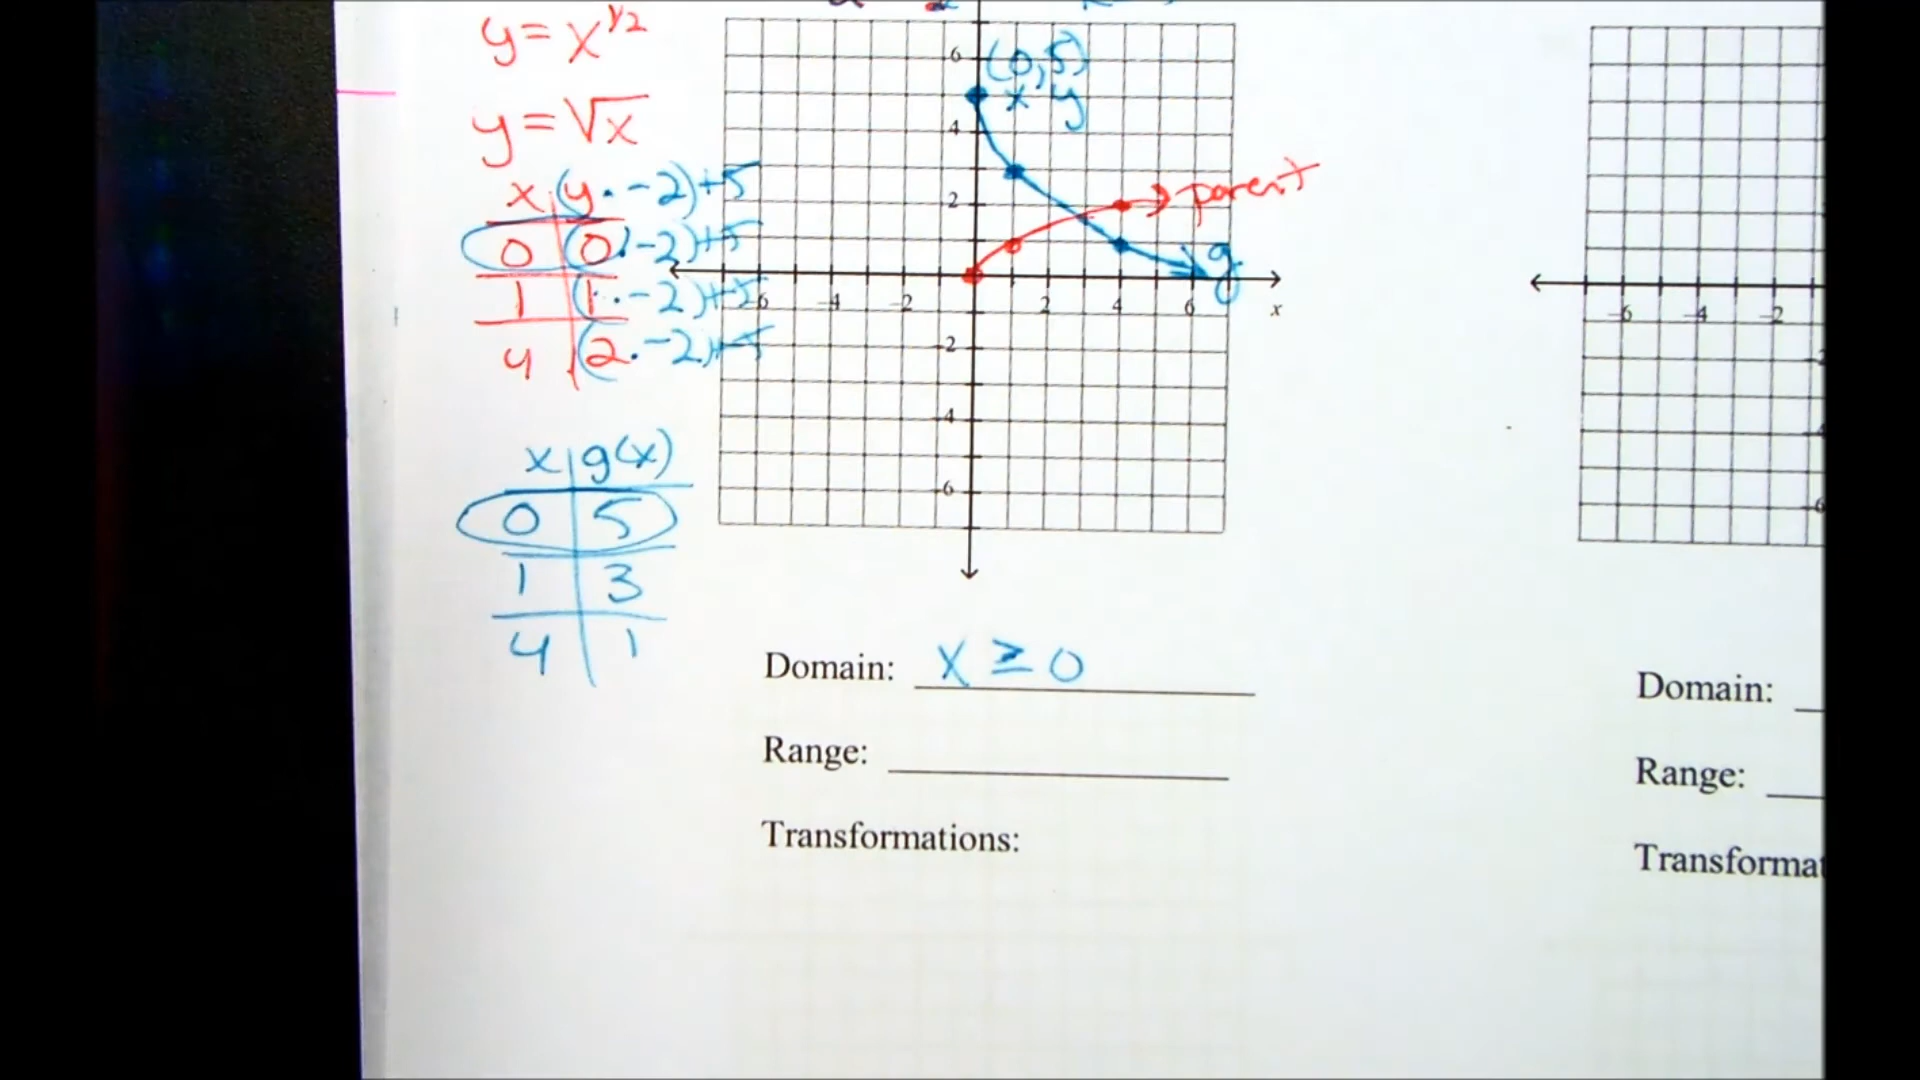 y = x^1/2
y = √x
x | (y · -2) + 5
0 | (0 · -2) + 5
1 | (1 · -2) + 5
4 | (2 · -2) + 5
x | g(x)
0 | 5
1 | 3
4 | 1
(0, 5)
x y
parent
g
6
4
2
-6 -4 -2 2 4 6 x
-2
-4
-6
Domain: x ≥ 0
Range:
Transformations:
-6 -4 -2
Domain:
Range: